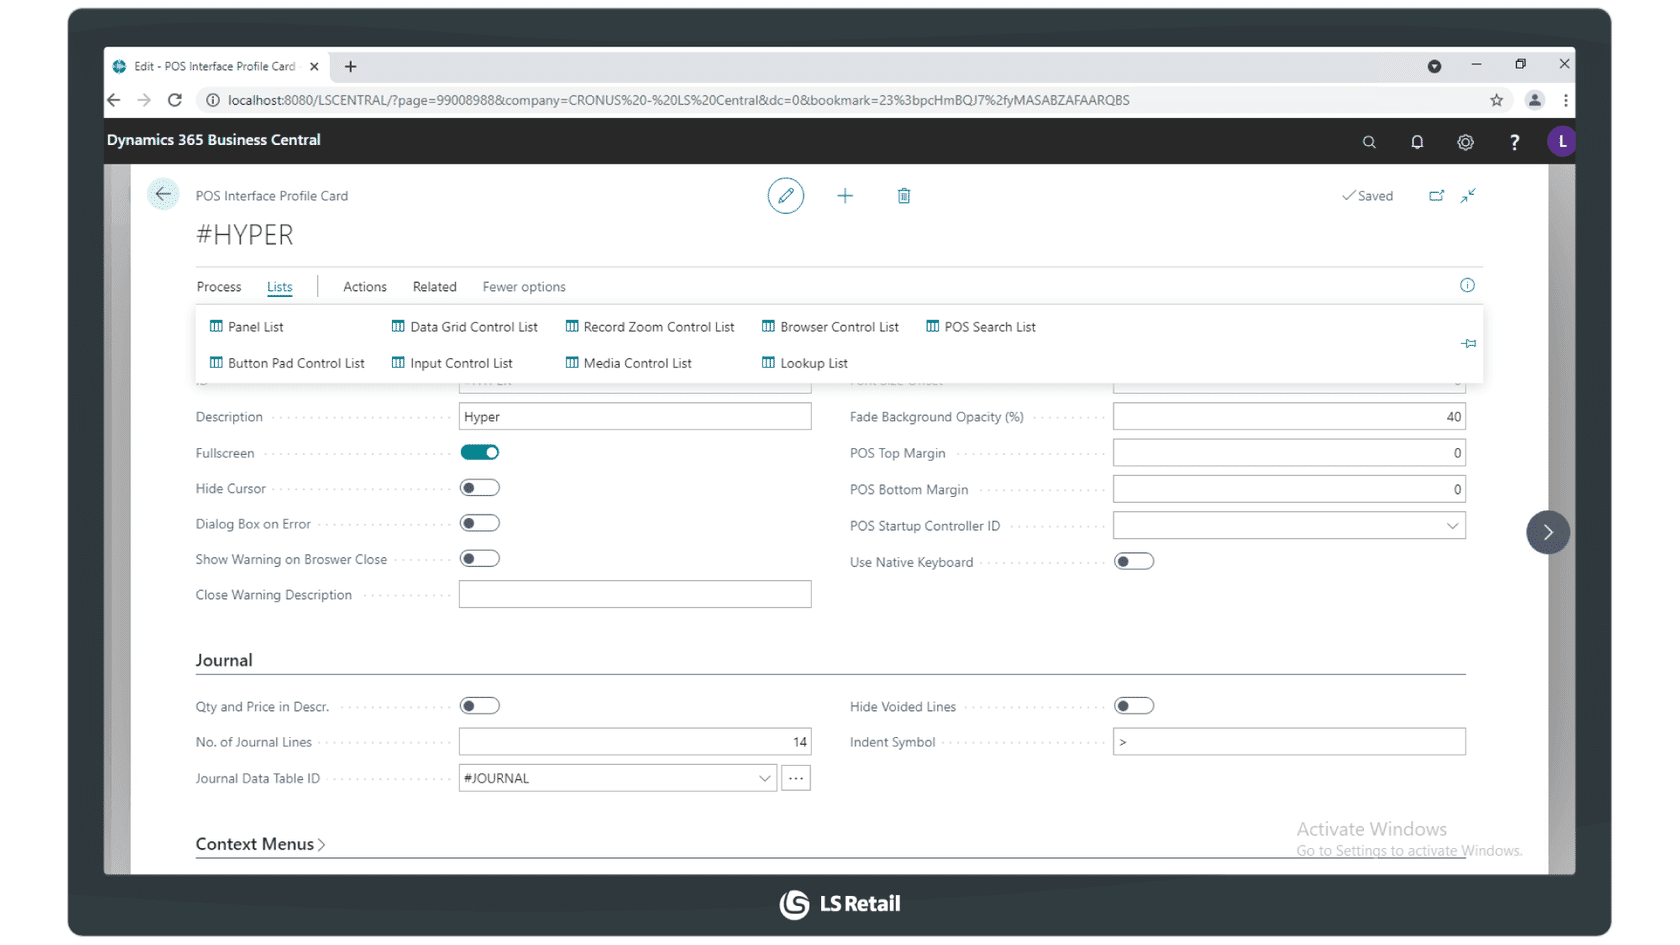 Edit - POS Interface Profile Card
localhost:8080/LSCENTRAL/?page=99008988&company=CRONUS%20-%20LS%20Central&dc=0&bookmark=23%3bpcHmBQJ7%2fyMASABZAFAARQBS
Dynamics 365 Business Central
? L
POS Interface Profile Card
Saved
#HYPER
Process Lists Actions Related Fewer options
Panel List Data Grid Control List Record Zoom Control List Browser Control List POS Search List
Button Pad Control List Input Control List Media Control List Lookup List
Description Hyper Fade Background Opacity (%) 40
Fullscreen POS Top Margin 0
Hide Cursor POS Bottom Margin 0
Dialog Box on Error POS Startup Controller ID
Show Warning on Broswer Close Use Native Keyboard
Close Warning Description
Journal
Qty and Price in Descr. Hide Voided Lines
No. of Journal Lines 14 Indent Symbol >
Journal Data Table ID #JOURNAL ...
Context Menus >
Activate Windows
Go to Settings to activate Windows.
LS Retail